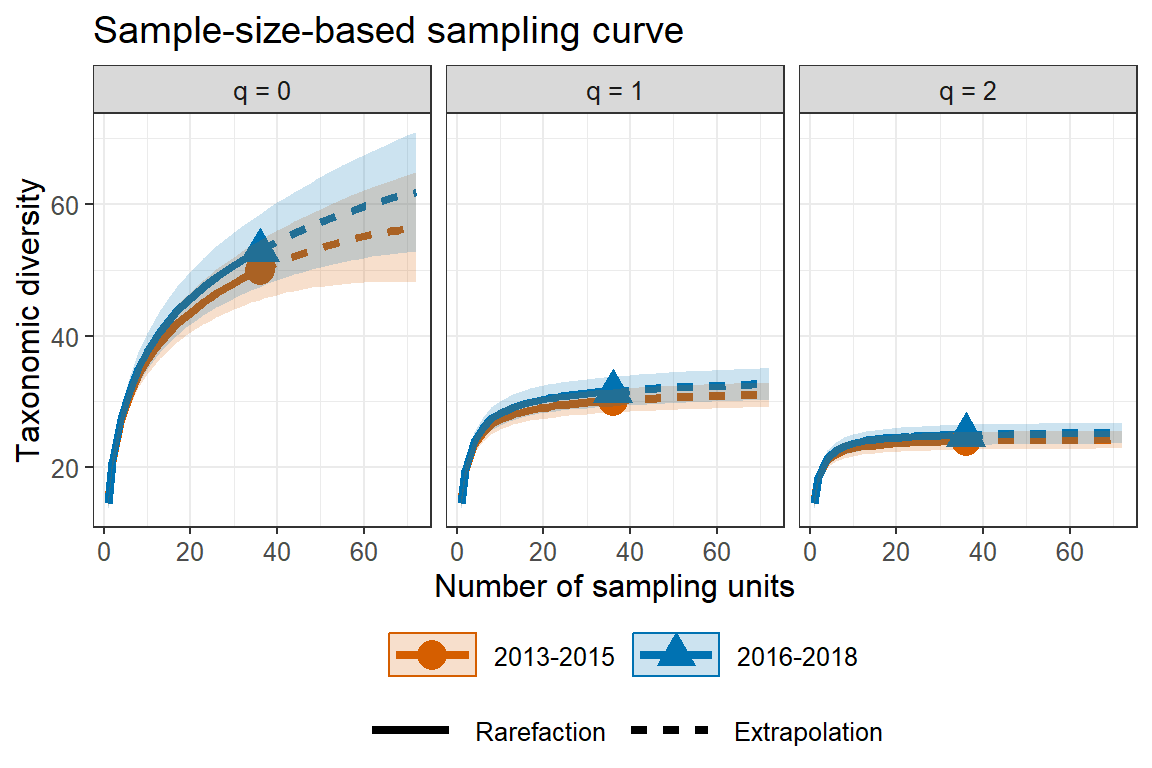 Sample-size-based sampling curve
q = 0 q = 1 q = 2
Taxonomic diversity
60
40
20
0 20 40 60 0 20 40 60 0 20 40 60
Number of sampling units
2013-2015 2016-2018
Rarefaction Extrapolation